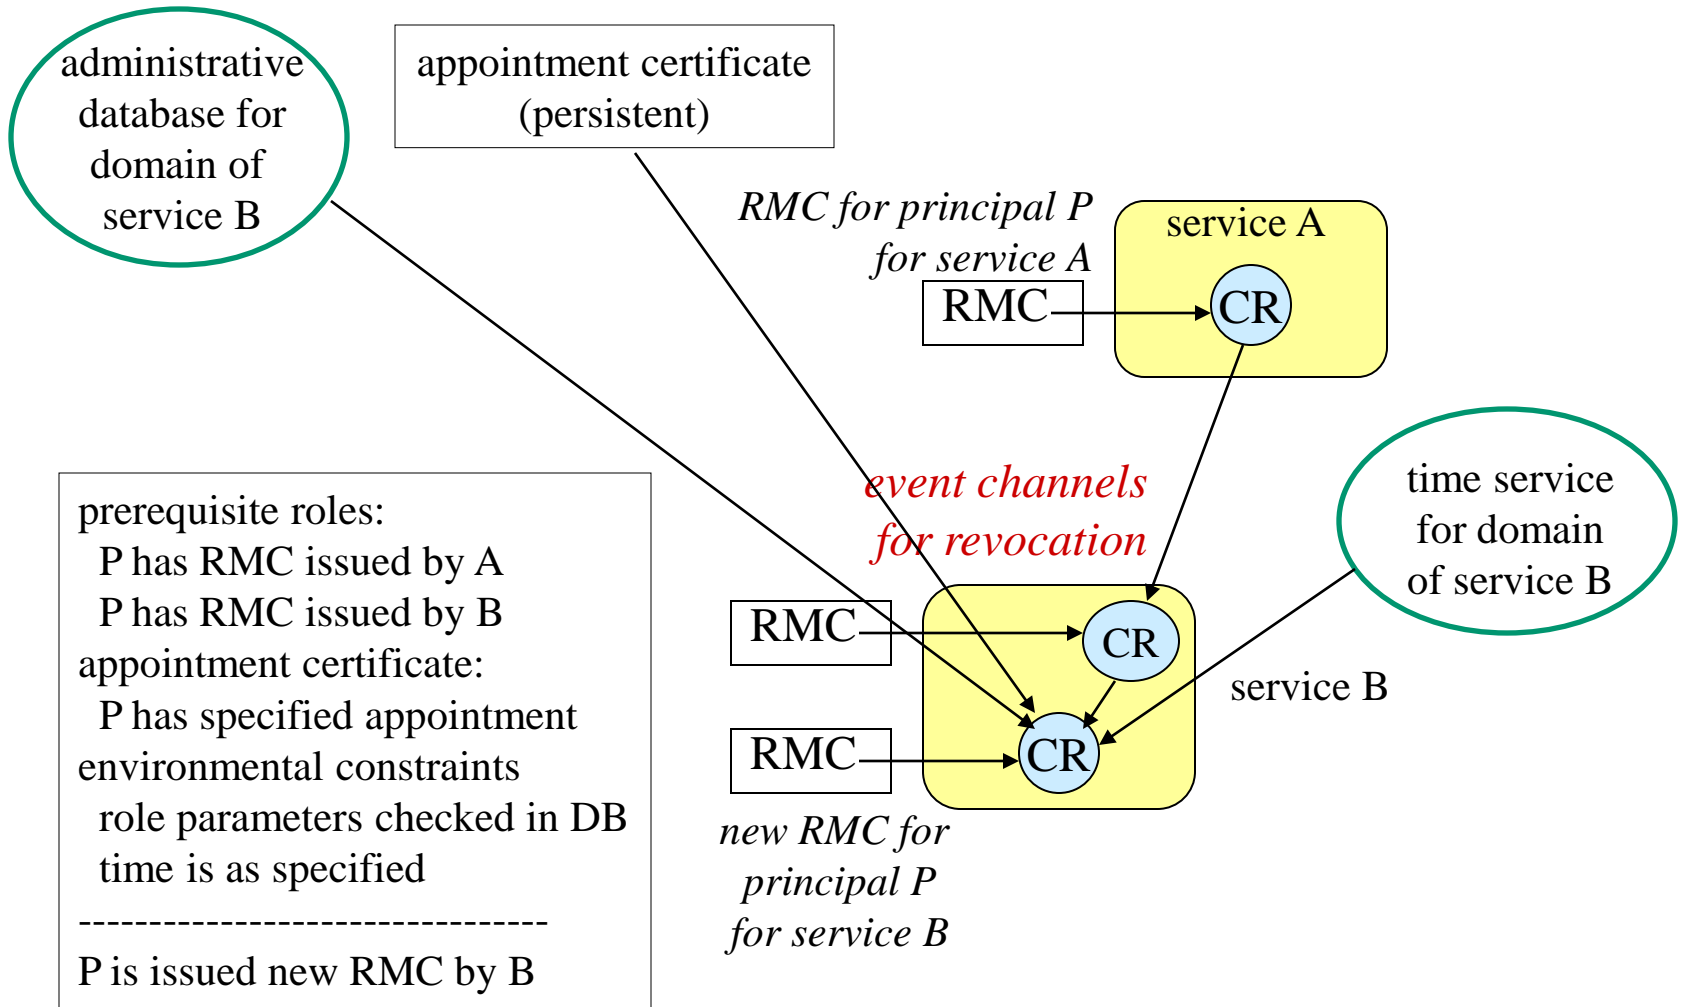 administrative
database for
domain of
service B
appointment certificate
(persistent)
RMC for principal P
for service A
RMC
service A
CR
event channels
for revocation
time service
for domain
of service B
prerequisite roles:
P has RMC issued by A
P has RMC issued by B
appointment certificate:
P has specified appointment
environmental constraints
role parameters checked in DB
time is as specified
----------------------------------
P is issued new RMC by B
RMC
CR
service B
RMC
CR
new RMC for
principal P
for service B